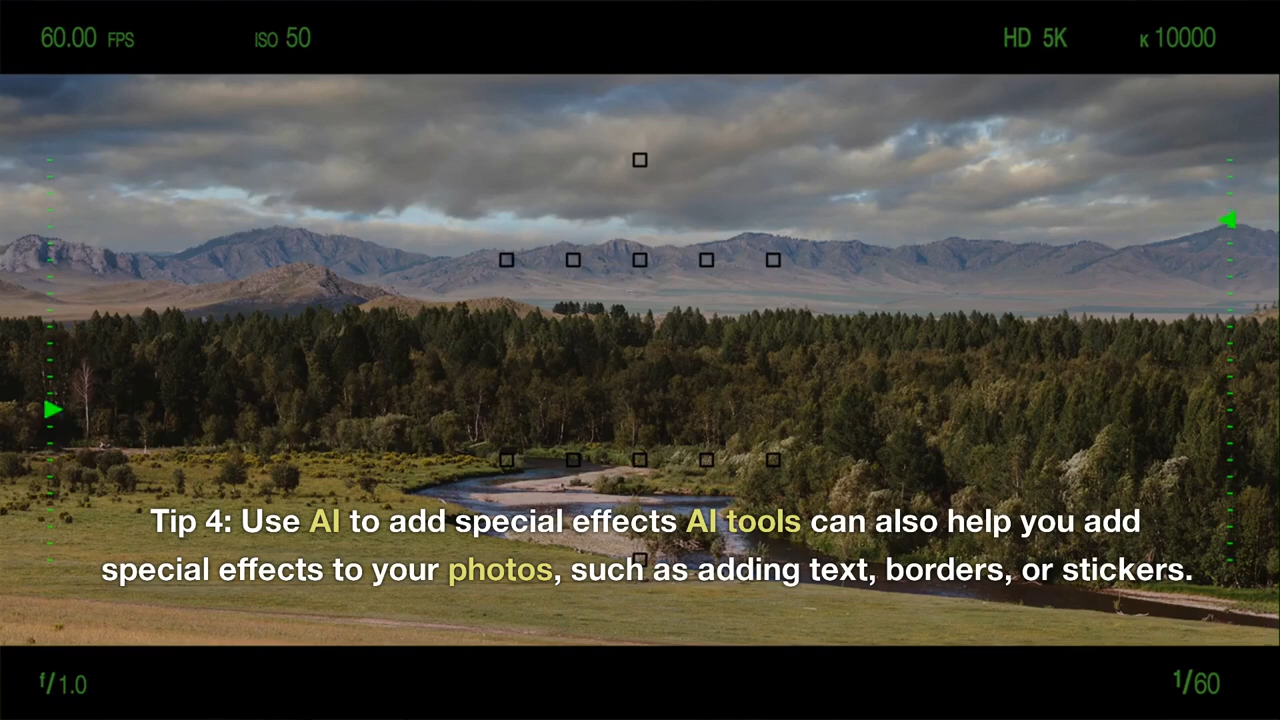 60.00 FPS ISO 50 HD 5K K 10000
Tip 4: Use AI to add special effects AI tools can also help you add
special effects to your photos, such as adding text, borders, or stickers.
f/1.0 1/60